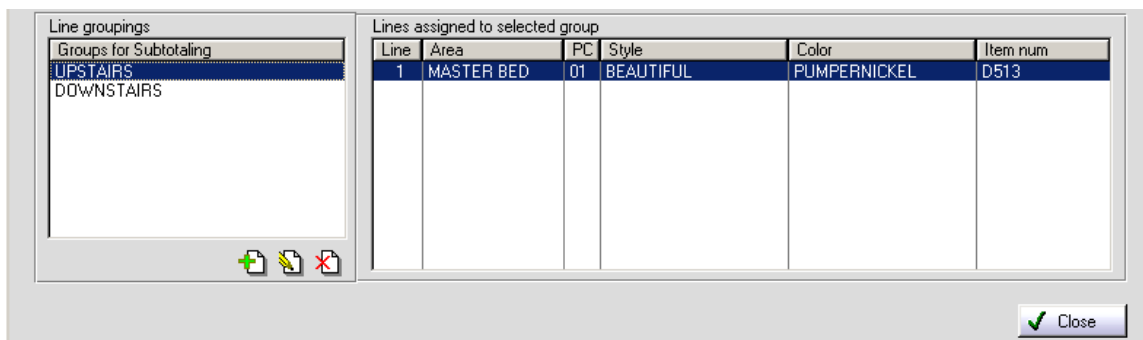 Line groupings
Groups for Subtotaling
UPSTAIRS
DOWNSTAIRS
Lines assigned to selected group
Line Area PC Style Color Item num
1 MASTER BED 01 BEAUTIFUL PUMPERNICKEL D513
Close